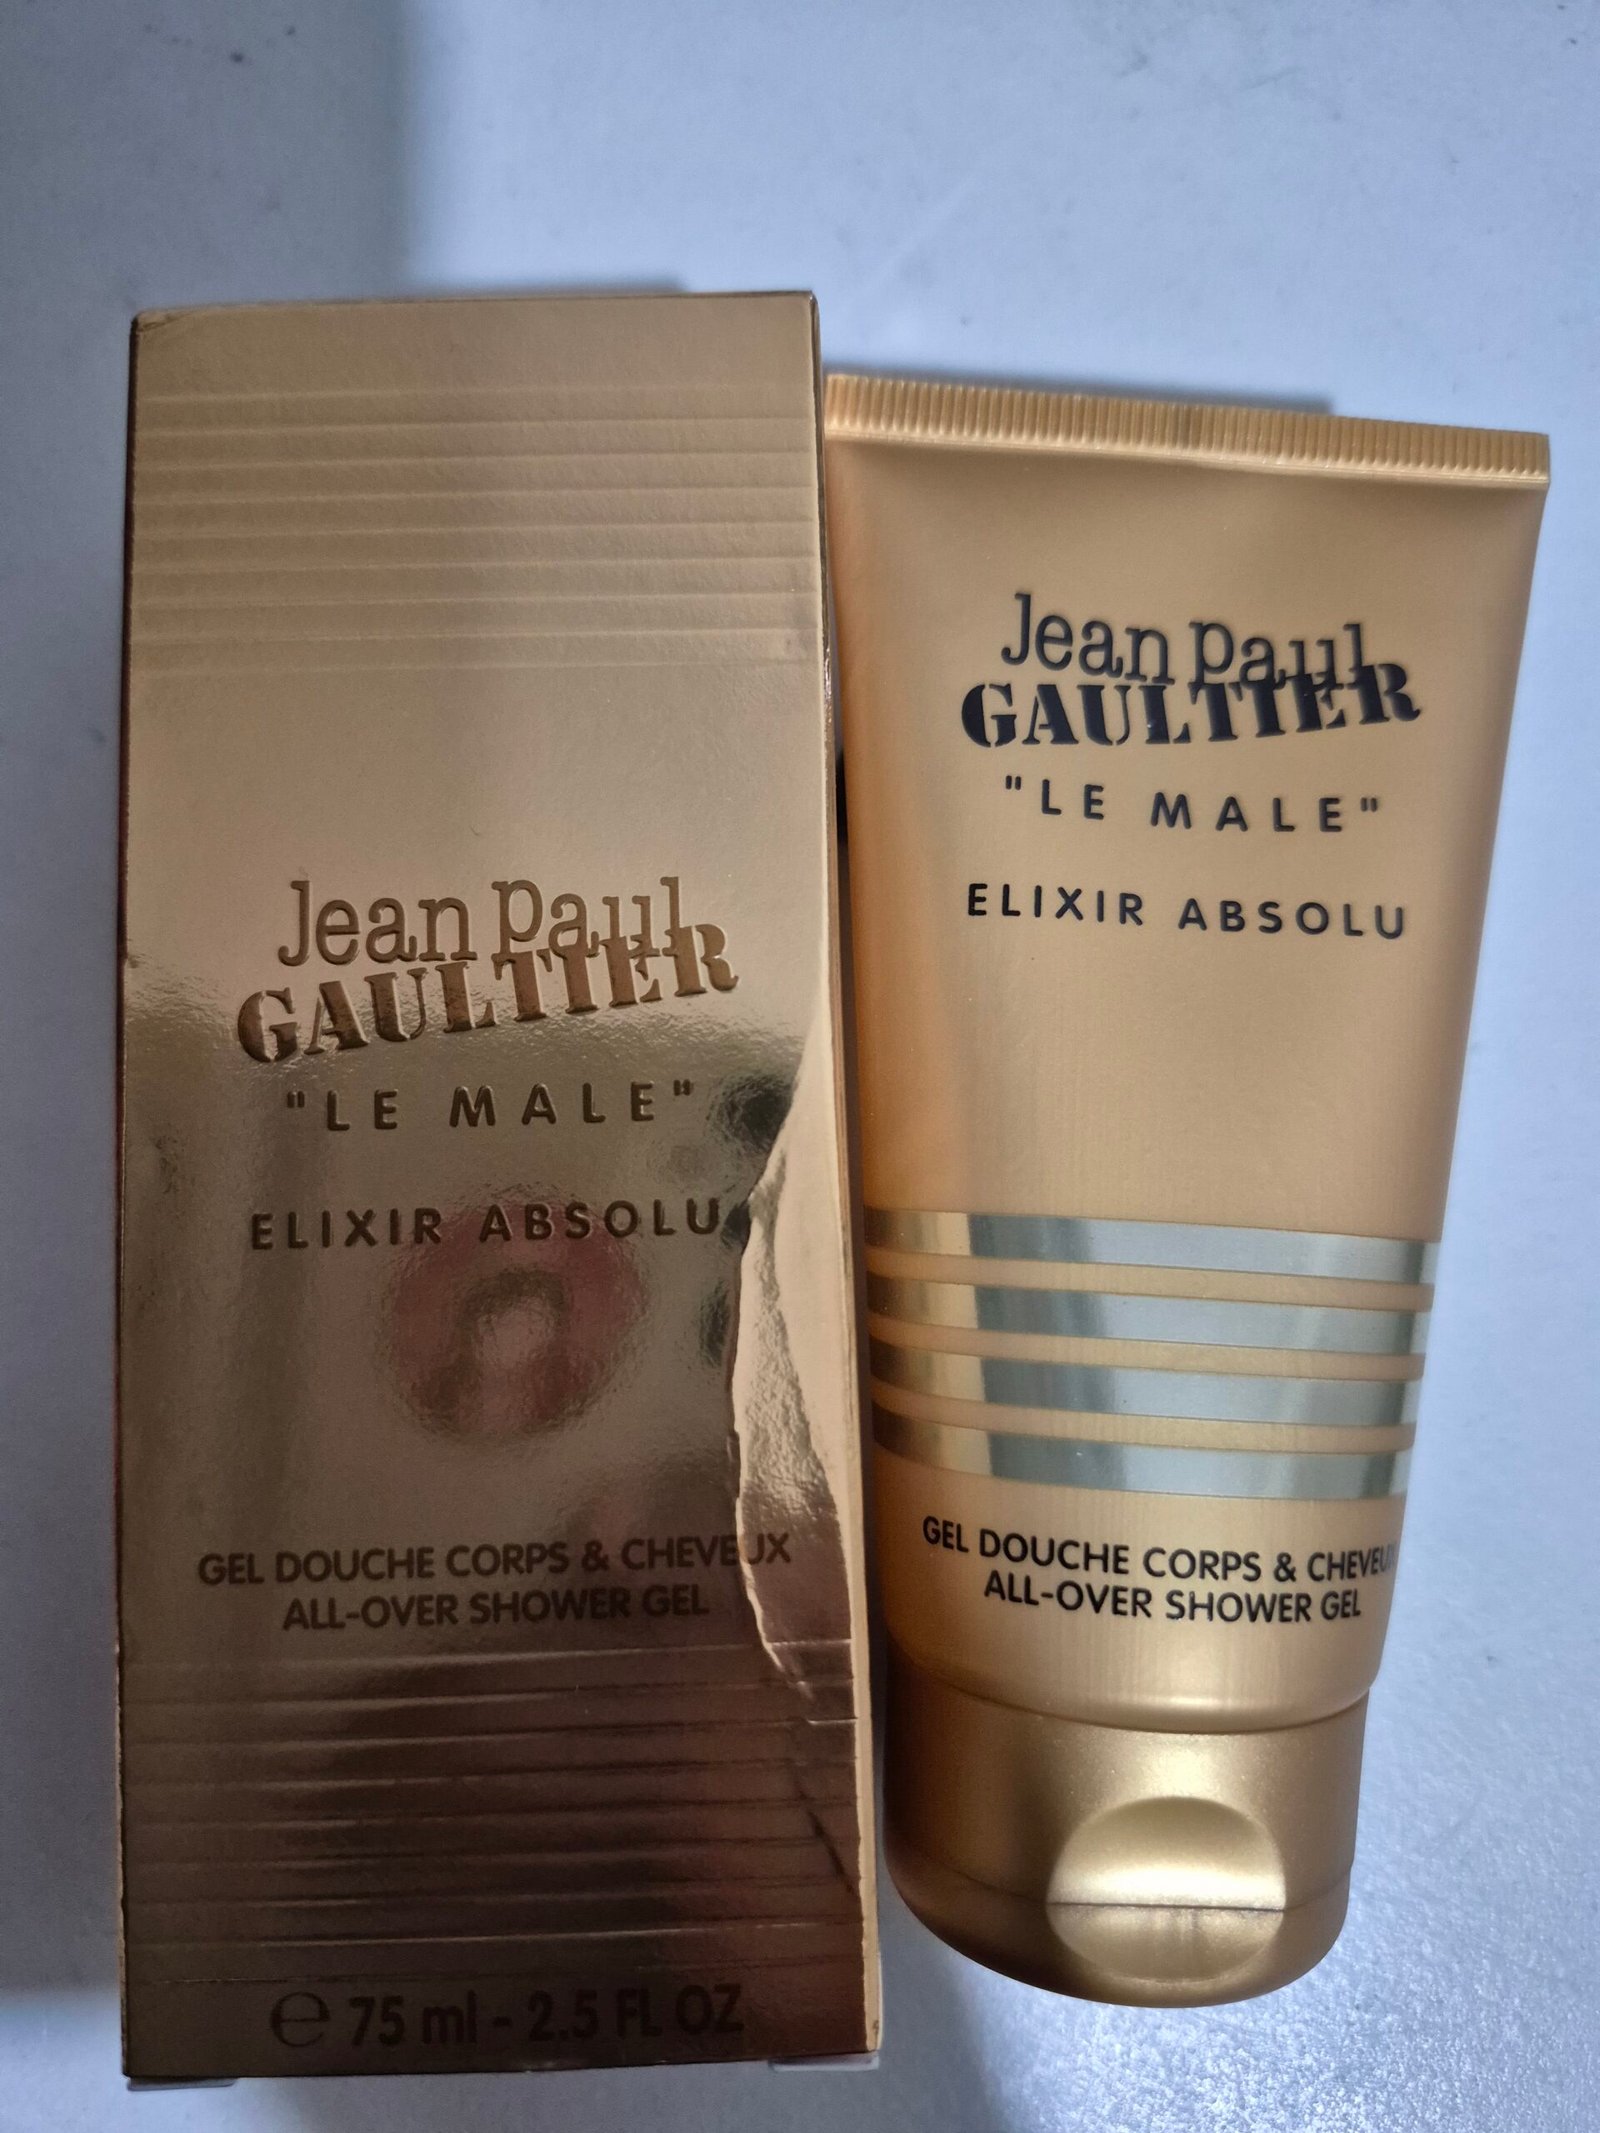 Jean Paul
GAULTIER
"LE MALE"
ELIXIR ABSOLU
GEL DOUCHE CORPS & CHEVEUX
ALL-OVER SHOWER GEL
℮ 75 ml - 2.5 FL OZ
Jean Paul
GAULTIER
"LE MALE"
ELIXIR ABSOLU
GEL DOUCHE CORPS & CHEVEUX
ALL-OVER SHOWER GEL